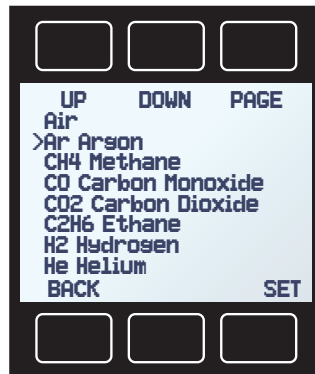 UP DOWN PAGE
Air
>Ar Argon
CH4 Methane
CO Carbon Monoxide
CO2 Carbon Dioxide
C2H6 Ethane
H2 Hydrogen
He Helium
BACK SET